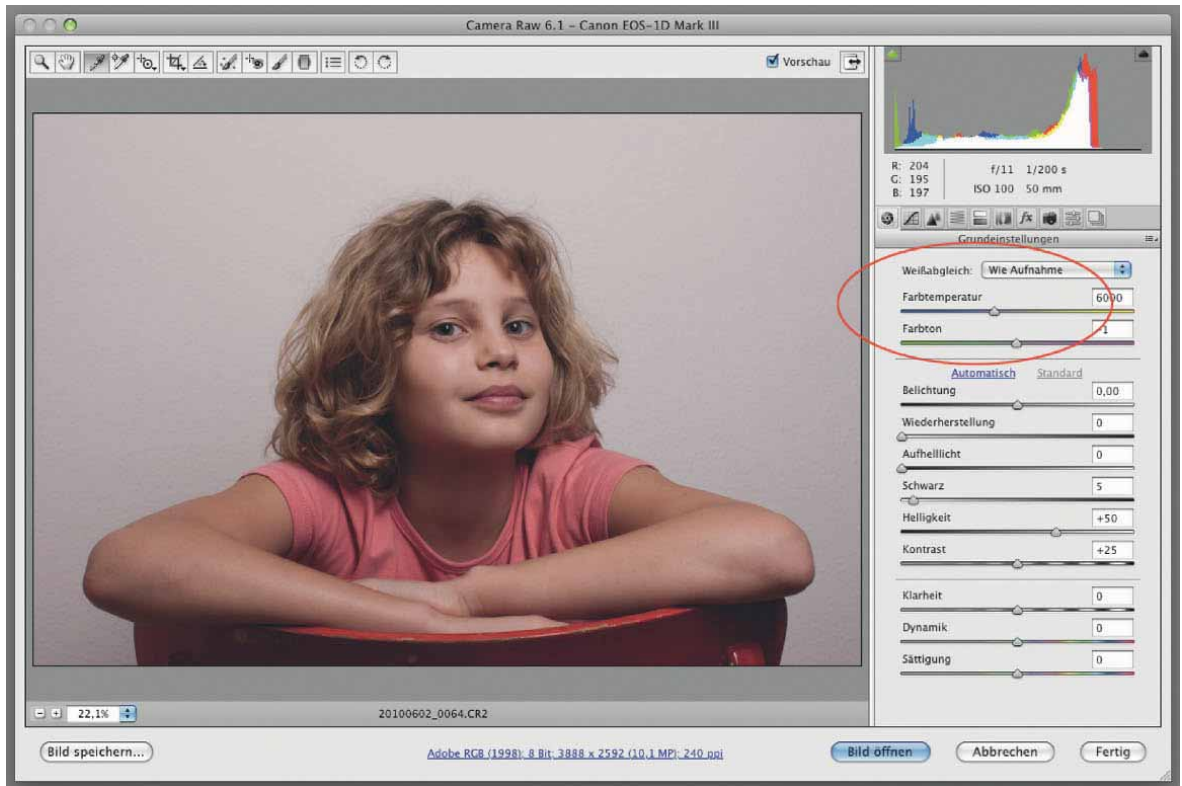 Camera Raw 6.1 – Canon EOS-1D Mark III
Vorschau
R: 204
G: 195
B: 197
f/11 1/200 s
ISO 100 50 mm
fx
Grundeinstellungen
Weißabgleich: Wie Aufnahme
Farbtemperatur 6000
Farbton -1
Automatisch Standard
Belichtung 0,00
Wiederherstellung 0
Aufhelllicht 0
Schwarz 5
Helligkeit +50
Kontrast +25
Klarheit 0
Dynamik 0
Sättigung 0
22,1% 20100602_0064.CR2
Bild speichern... Adobe RGB (1998); 8 Bit; 3888 x 2592 (10,1 MP); 240 ppi Bild öffnen Abbrechen Fertig